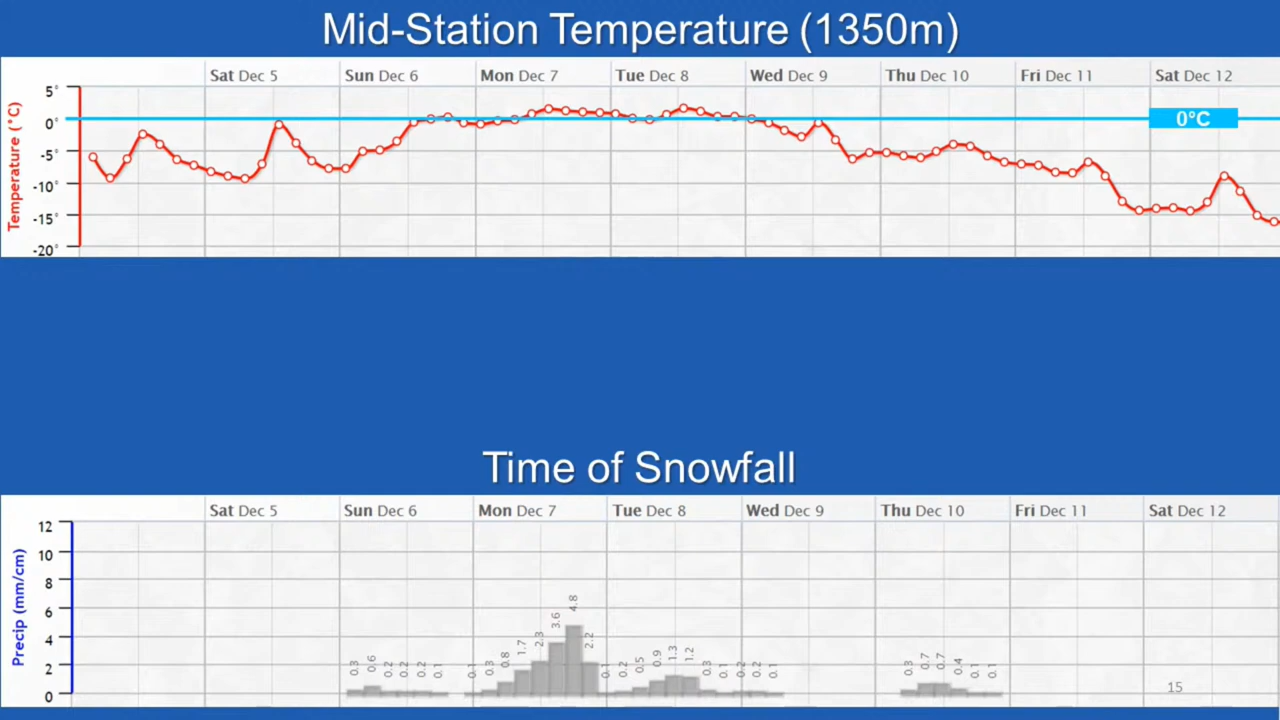 Mid-Station Temperature (1350m)
Sat Dec 5 Sun Dec 6 Mon Dec 7 Tue Dec 8 Wed Dec 9 Thu Dec 10 Fri Dec 11 Sat Dec 12
Temperature (°C)
5°
0°
-5°
-10°
-15°
-20°
0°C
Time of Snowfall
Sat Dec 5 Sun Dec 6 Mon Dec 7 Tue Dec 8 Wed Dec 9 Thu Dec 10 Fri Dec 11 Sat Dec 12
Precip (mm/cm)
12
10
8
6
4
2
0
0.3 0.6 0.2 0.2 0.2 0.1 0.1 0.3 0.8 1.7 2.3 3.6 4.8 2.2 0.1 0.2 0.5 0.9 1.3 1.2 0.3 0.1 0.2 0.2 0.1 0.3 0.7 0.7 0.4 0.1 0.1
15